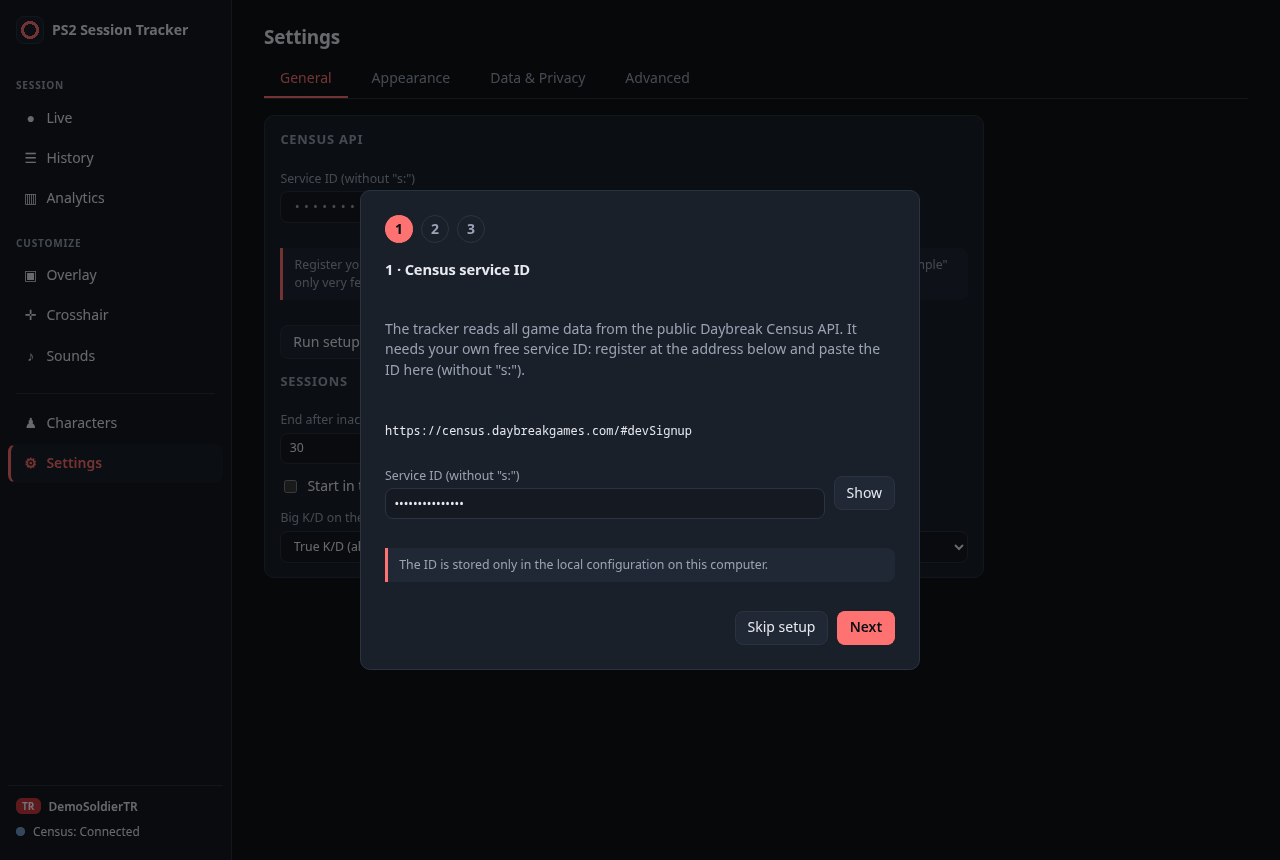 PS2 Session Tracker
SESSION
Live
History
Analytics
CUSTOMIZE
Overlay
Crosshair
Sounds
Characters
Settings
TR DemoSoldierTR
Census: Connected
Settings
General Appearance Data & Privacy Advanced
CENSUS API
Service ID (without "s:")
Register yo
only very fe
Run setup
SESSIONS
End after inac
30
Start in t
Big K/D on the
True K/D (al
1 2 3
1 · Census service ID
The tracker reads all game data from the public Daybreak Census API. It
needs your own free service ID: register at the address below and paste the
ID here (without "s:").
https://census.daybreakgames.com/#devSignup
Service ID (without "s:")
••••••••••••••• Show
The ID is stored only in the local configuration on this computer.
Skip setup Next